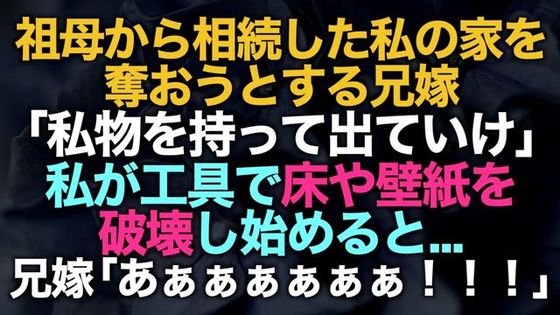 祖母から相続した私の家を
奪おうとする兄嫁
「私物を持って出ていけ」
私が工具で床や壁紙を
破壊し始めると...
兄嫁「あぁぁぁぁぁぁ！！！」